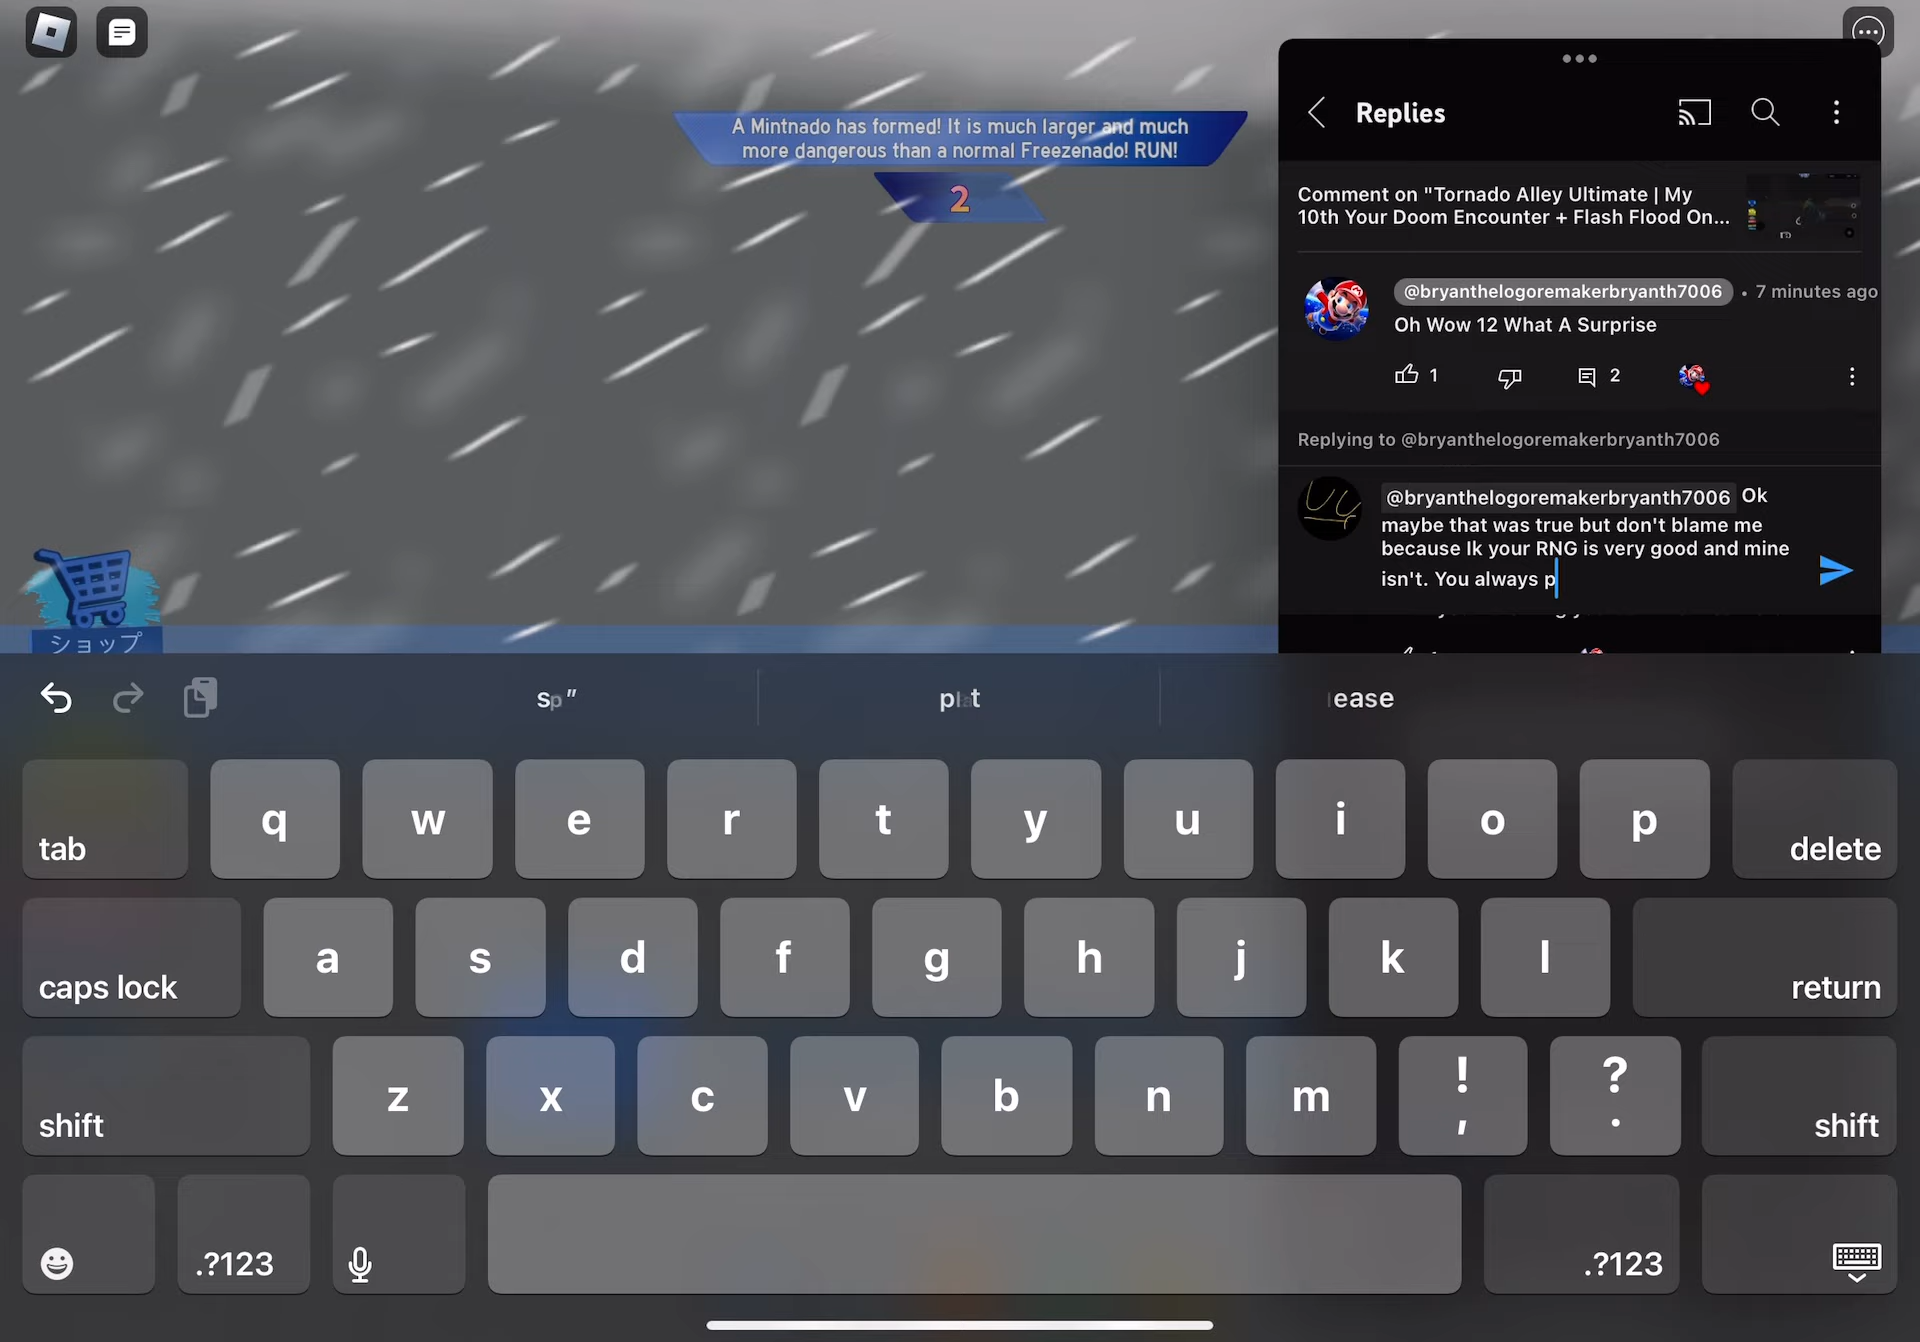 A Mintnado has formed! It is much larger and much
more dangerous than a normal Freezenado! RUN!
2
ショップ
Replies
Comment on "Tornado Alley Ultimate | My
10th Your Doom Encounter + Flash Flood On...
@bryanthelogoremakerbryanth7006 • 7 minutes ago
Oh Wow 12 What A Surprise
1 2
Replying to @bryanthelogoremakerbryanth7006
@bryanthelogoremakerbryanth7006 Ok
maybe that was true but don't blame me
because Ik your RNG is very good and mine
isn't. You always p
tab q w e r t y u i o p delete
caps lock a s d f g h j k l return
shift z x c v b n m ! , ? . shift
.?123 .?123